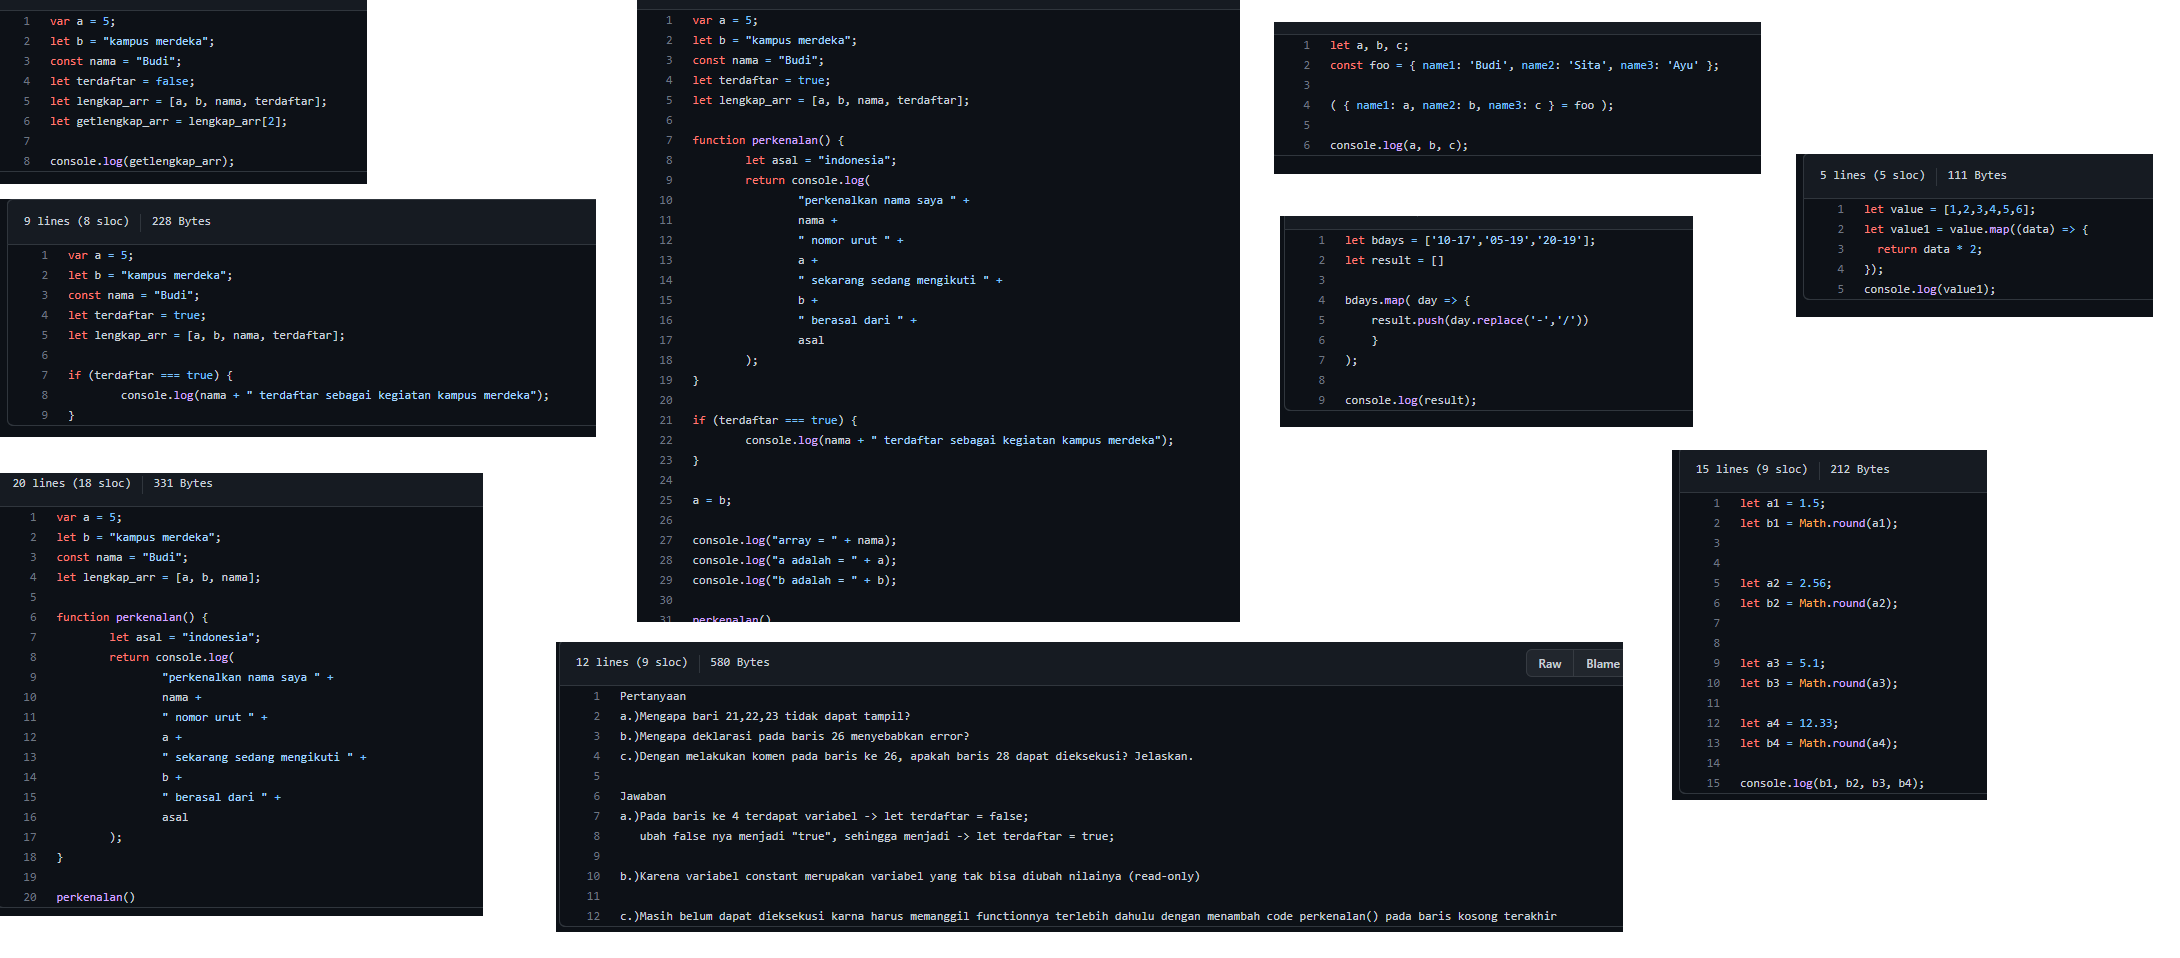 1 var a = 5;
2 let b = "kampus merdeka";
3 const nama = "Budi";
4 let terdaftar = false;
5 let lengkap_arr = [a, b, nama, terdaftar];
6 let getlengkap_arr = lengkap_arr[2];
7
8 console.log(getlengkap_arr);
9 lines (8 sloc) 228 Bytes
1 var a = 5;
2 let b = "kampus merdeka";
3 const nama = "Budi";
4 let terdaftar = true;
5 let lengkap_arr = [a, b, nama, terdaftar];
6
7 if (terdaftar === true) {
8 console.log(nama + " terdaftar sebagai kegiatan kampus merdeka");
9 }
20 lines (18 sloc) 331 Bytes
1 var a = 5;
2 let b = "kampus merdeka";
3 const nama = "Budi";
4 let lengkap_arr = [a, b, nama];
5
6 function perkenalan() {
7 let asal = "indonesia";
8 return console.log(
9 "perkenalkan nama saya " +
10 nama +
11 " nomor urut " +
12 a +
13 " sekarang sedang mengikuti " +
14 b +
15 " berasal dari " +
16 asal
17 );
18 }
19
20 perkenalan()
1 var a = 5;
2 let b = "kampus merdeka";
3 const nama = "Budi";
4 let terdaftar = true;
5 let lengkap_arr = [a, b, nama, terdaftar];
6
7 function perkenalan() {
8 let asal = "indonesia";
9 return console.log(
10 "perkenalkan nama saya " +
11 nama +
12 " nomor urut " +
13 a +
14 " sekarang sedang mengikuti " +
15 b +
16 " berasal dari " +
17 asal
18 );
19 }
20
21 if (terdaftar === true) {
22 console.log(nama + " terdaftar sebagai kegiatan kampus merdeka");
23 }
24
25 a = b;
26
27 console.log("array = " + nama);
28 console.log("a adalah = " + a);
29 console.log("b adalah = " + b);
30
31 perkenalan()
12 lines (9 sloc) 580 Bytes Raw Blame
1 Pertanyaan
2 a.)Mengapa bari 21,22,23 tidak dapat tampil?
3 b.)Mengapa deklarasi pada baris 26 menyebabkan error?
4 c.)Dengan melakukan komen pada baris ke 26, apakah baris 28 dapat dieksekusi? Jelaskan.
5
6 Jawaban
7 a.)Pada baris ke 4 terdapat variabel -> let terdaftar = false;
8 ubah false nya menjadi "true", sehingga menjadi -> let terdaftar = true;
9
10 b.)Karena variabel constant merupakan variabel yang tak bisa diubah nilainya (read-only)
11
12 c.)Masih belum dapat dieksekusi karna harus memanggil functionnya terlebih dahulu dengan menambah code perkenalan() pada baris kosong terakhir
1 let a, b, c;
2 const foo = { name1: 'Budi', name2: 'Sita', name3: 'Ayu' };
3
4 ( { name1: a, name2: b, name3: c } = foo );
5
6 console.log(a, b, c);
1 let bdays = ['10-17','05-19','20-19'];
2 let result = []
3
4 bdays.map( day => {
5 result.push(day.replace('-','/'))
6 }
7 );
8
9 console.log(result);
5 lines (5 sloc) 111 Bytes
1 let value = [1,2,3,4,5,6];
2 let value1 = value.map((data) => {
3 return data * 2;
4 });
5 console.log(value1);
15 lines (9 sloc) 212 Bytes
1 let a1 = 1.5;
2 let b1 = Math.round(a1);
3
4
5 let a2 = 2.56;
6 let b2 = Math.round(a2);
7
8
9 let a3 = 5.1;
10 let b3 = Math.round(a3);
11
12 let a4 = 12.33;
13 let b4 = Math.round(a4);
14
15 console.log(b1, b2, b3, b4);